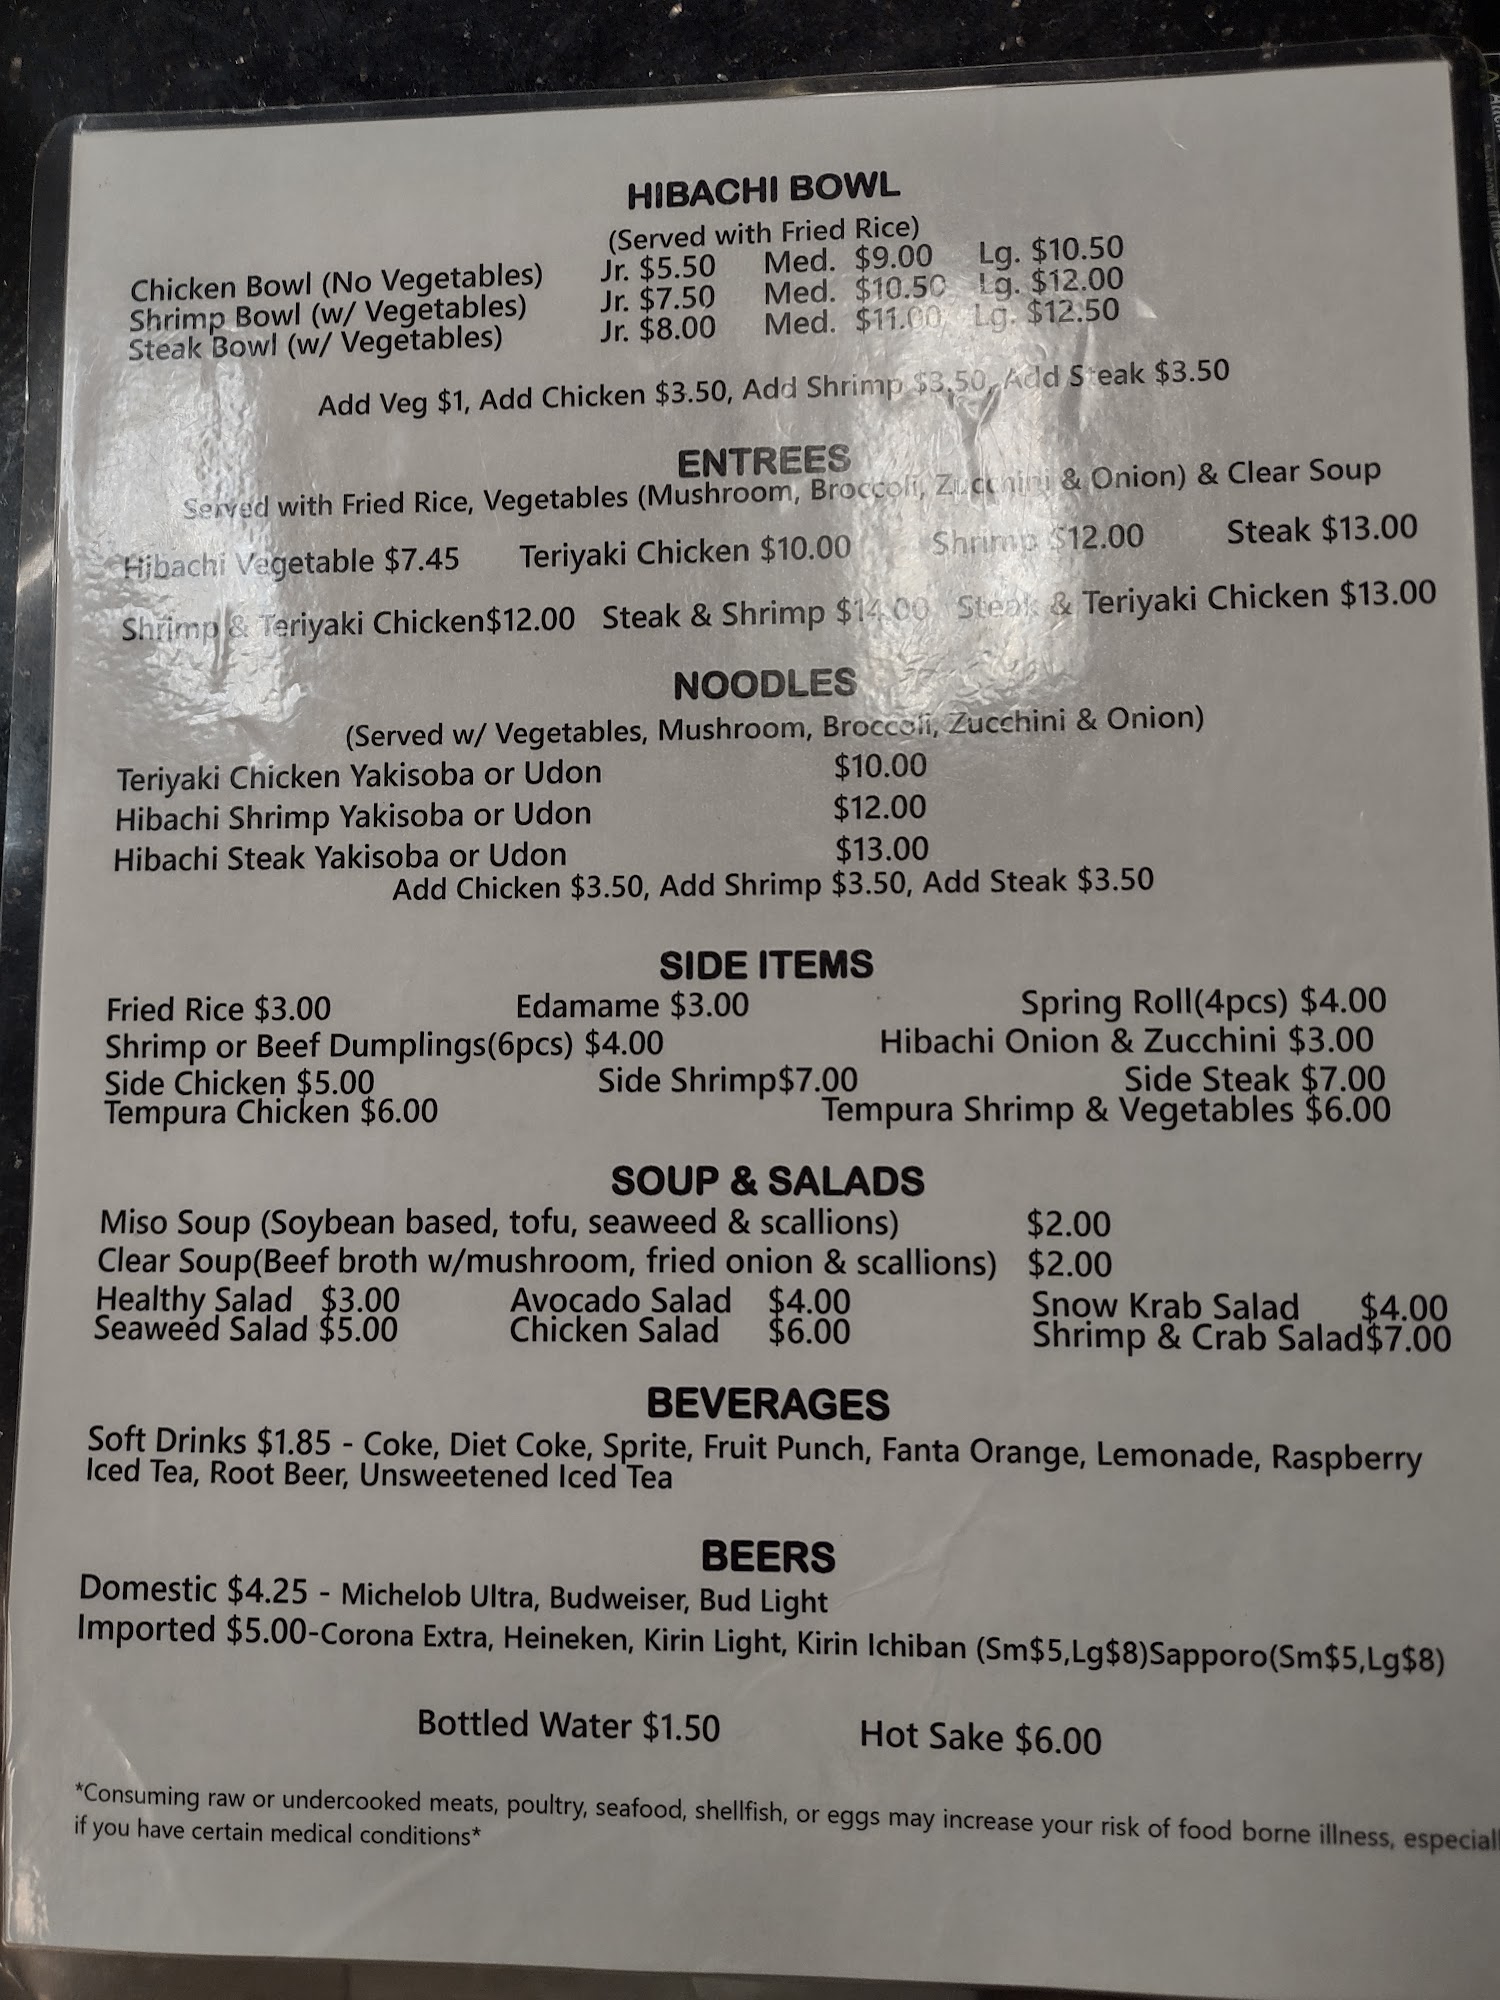 HIBACHI BOWL
(Served with Fried Rice)
Chicken Bowl (No Vegetables) Jr. $5.50 Med. $9.00 Lg. $10.50
Shrimp Bowl (w/ Vegetables) Jr. $7.50 Med. $10.50 Lg. $12.00
Steak Bowl (w/ Vegetables) Jr. $8.00 Med. $11.00 Lg. $12.50
Add Veg $1, Add Chicken $3.50, Add Shrimp $3.50, Add Steak $3.50
ENTREES
Served with Fried Rice, Vegetables (Mushroom, Broccoli, Zucchini & Onion) & Clear Soup
Hibachi Vegetable $7.45 Teriyaki Chicken $10.00 Shrimp $12.00 Steak $13.00
Shrimp & Teriyaki Chicken$12.00 Steak & Shrimp $14.00 Steak & Teriyaki Chicken $13.00
NOODLES
(Served w/ Vegetables, Mushroom, Broccoli, Zucchini & Onion)
Teriyaki Chicken Yakisoba or Udon $10.00
Hibachi Shrimp Yakisoba or Udon $12.00
Hibachi Steak Yakisoba or Udon $13.00
Add Chicken $3.50, Add Shrimp $3.50, Add Steak $3.50
SIDE ITEMS
Fried Rice $3.00 Edamame $3.00 Spring Roll(4pcs) $4.00
Shrimp or Beef Dumplings(6pcs) $4.00 Hibachi Onion & Zucchini $3.00
Side Chicken $5.00 Side Shrimp$7.00 Side Steak $7.00
Tempura Chicken $6.00 Tempura Shrimp & Vegetables $6.00
SOUP & SALADS
Miso Soup (Soybean based, tofu, seaweed & scallions) $2.00
Clear Soup(Beef broth w/mushroom, fried onion & scallions) $2.00
Healthy Salad $3.00 Avocado Salad $4.00 Snow Krab Salad $4.00
Seaweed Salad $5.00 Chicken Salad $6.00 Shrimp & Crab Salad$7.00
BEVERAGES
Soft Drinks $1.85 - Coke, Diet Coke, Sprite, Fruit Punch, Fanta Orange, Lemonade, Raspberry
Iced Tea, Root Beer, Unsweetened Iced Tea
BEERS
Domestic $4.25 - Michelob Ultra, Budweiser, Bud Light
Imported $5.00-Corona Extra, Heineken, Kirin Light, Kirin Ichiban (Sm$5,Lg$8)Sapporo(Sm$5,Lg$8)
Bottled Water $1.50 Hot Sake $6.00
*Consuming raw or undercooked meats, poultry, seafood, shellfish, or eggs may increase your risk of food borne illness, especiall
if you have certain medical conditions*